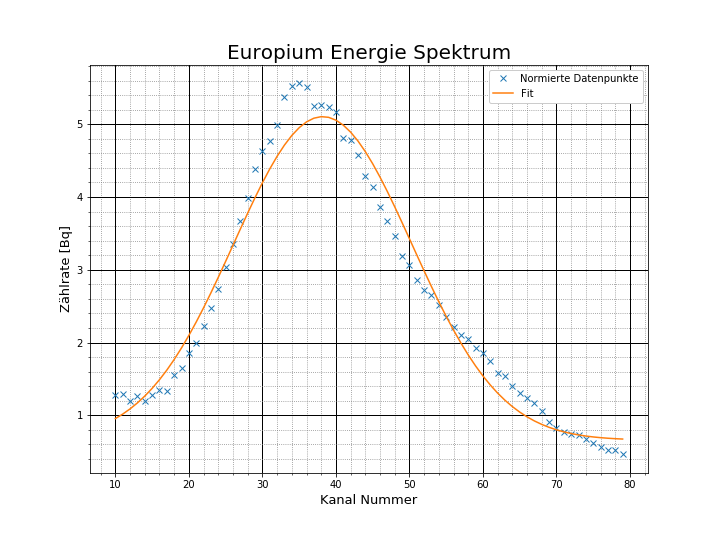 Europium Energie Spektrum
Normierte Datenpunkte
Fit
5
4
3
2
1
Zählrate [Bq]
10 20 30 40 50 60 70 80
Kanal Nummer